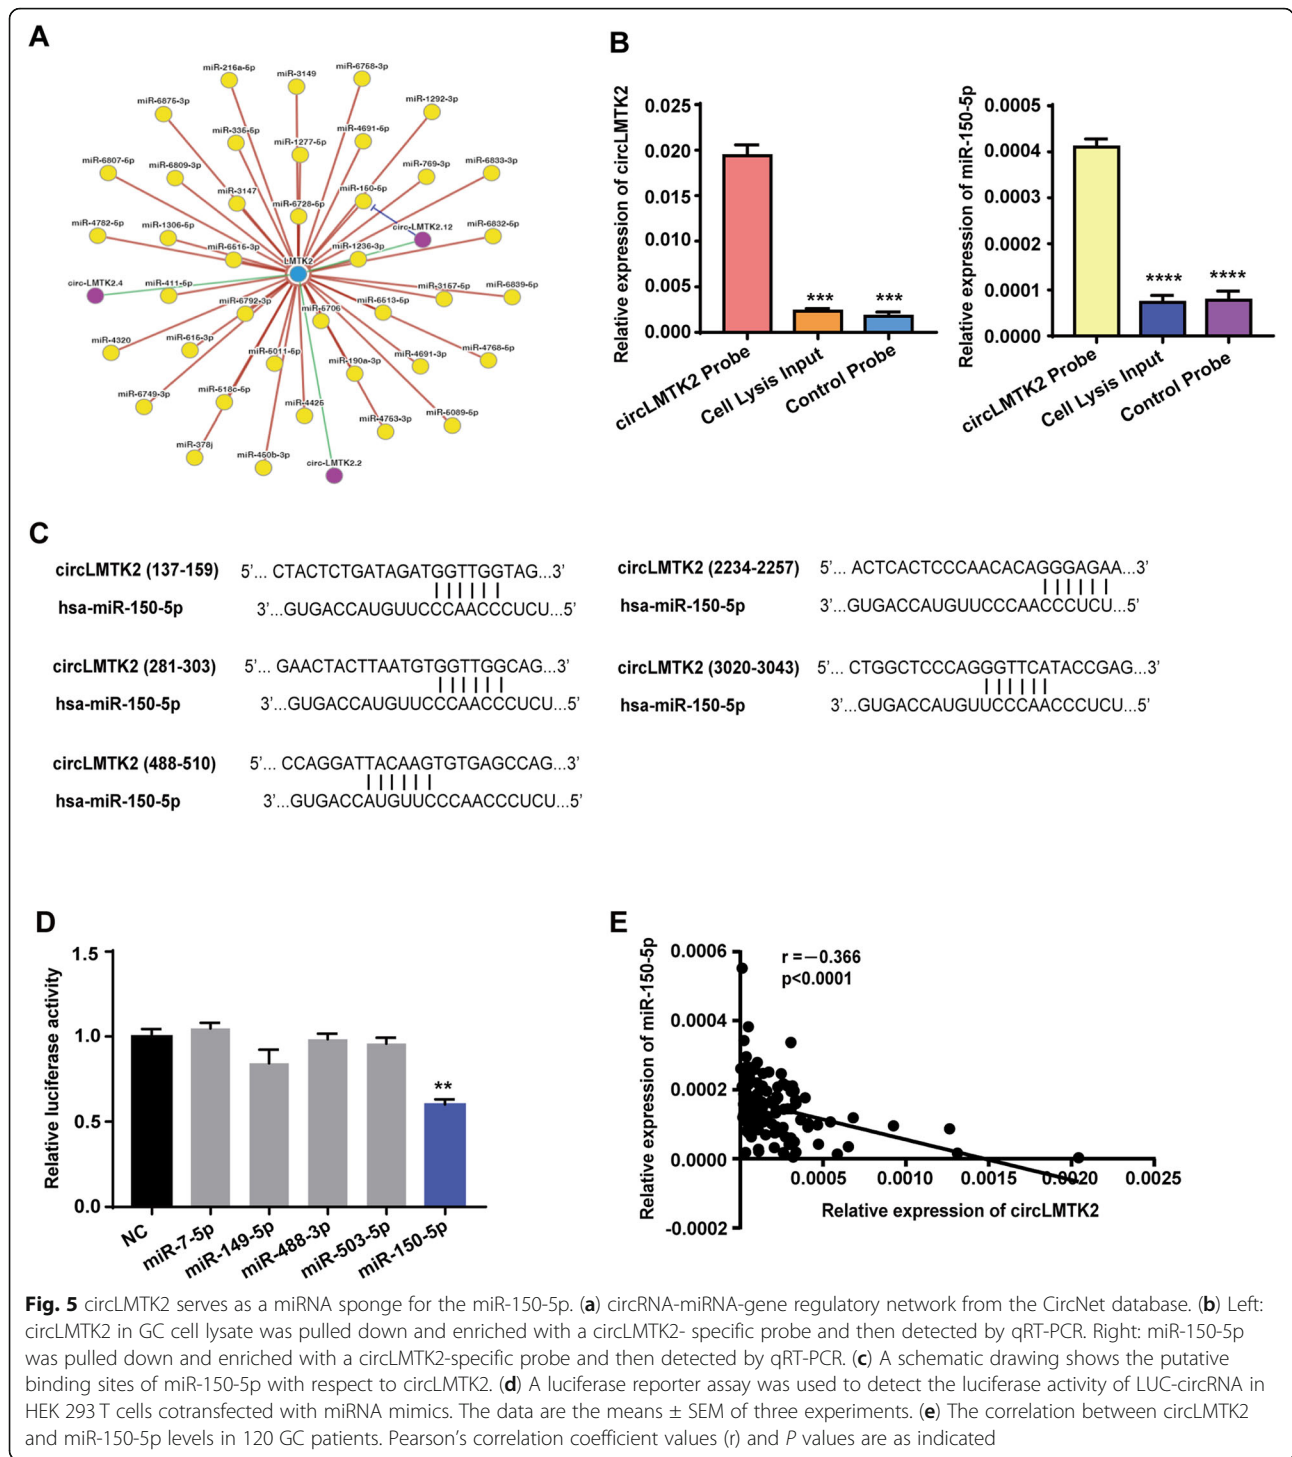 A
miR-216a-5p
miR-3149
miR-6758-3p
miR-6875-3p
miR-1292-3p
miR-335-5p
miR-1277-5p
miR-4691-5p
miR-6807-5p
miR-6809-3p
miR-769-3p
miR-6833-3p
miR-3147
miR-150-5p
miR-6728-5p
miR-4782-5p
miR-1306-5p
circ-LMTK2.12
miR-6832-5p
miR-6515-3p
miR-1236-3p
LMTK2
circ-LMTK2.4
miR-411-5p
miR-3167-5p
miR-6839-5p
miR-6792-3p
miR-6513-5p
miR-5706
miR-4320
miR-616-3p
miR-5011-5p
miR-190a-3p
miR-4691-3p
miR-4768-5p
miR-6749-3p
miR-518c-5p
miR-4425
miR-4753-3p
miR-5089-5p
miR-378j
miR-450b-3p
circ-LMTK2.2
B
Relative expression of circLMTK2
0.025
0.020
0.015
0.010
0.005
0.000
***
***
circLMTK2 Probe
Cell Lysis Input
Control Probe
Relative expression of miR-150-5p
0.0005
0.0004
0.0003
0.0002
0.0001
0.0000
****
****
circLMTK2 Probe
Cell Lysis Input
Control Probe
C
circLMTK2 (137-159) 5'... CTACTCTGATAGATGGTTGGTAG...3'
hsa-miR-150-5p 3'...GUGACCAUGUUCCCAACCCUCU...5'
circLMTK2 (281-303) 5'... GAACTACTTAATGTGGTTGGCAG...3'
hsa-miR-150-5p 3'...GUGACCAUGUUCCCAACCCUCU...5'
circLMTK2 (488-510) 5'... CCAGGATTACAAGTGTGAGCCAG...3'
hsa-miR-150-5p 3'...GUGACCAUGUUCCCAACCCUCU...5'
circLMTK2 (2234-2257) 5'... ACTCACTCCCAACACAGGGAGAA...3'
hsa-miR-150-5p 3'...GUGACCAUGUUCCCAACCCUCU...5'
circLMTK2 (3020-3043) 5'... CTGGCTCCCAGGGTTCATACCGAG...3'
hsa-miR-150-5p 3'...GUGACCAUGUUCCCAACCCUCU...5'
D
Relative luciferase activity
1.5
1.0
0.5
0.0
**
NC
miR-7-5p
miR-149-5p
miR-488-3p
miR-503-5p
miR-150-5p
E
Relative expression of miR-150-5p
0.0006
0.0004
0.0002
0.0000
-0.0002
r =−0.366
p<0.0001
0.0005
0.0010
0.0015
0.0020
0.0025
Relative expression of circLMTK2
Fig. 5 circLMTK2 serves as a miRNA sponge for the miR-150-5p. (a) circRNA-miRNA-gene regulatory network from the CircNet database. (b) Left:
circLMTK2 in GC cell lysate was pulled down and enriched with a circLMTK2- specific probe and then detected by qRT-PCR. Right: miR-150-5p
was pulled down and enriched with a circLMTK2-specific probe and then detected by qRT-PCR. (c) A schematic drawing shows the putative
binding sites of miR-150-5p with respect to circLMTK2. (d) A luciferase reporter assay was used to detect the luciferase activity of LUC-circRNA in
HEK 293 T cells cotransfected with miRNA mimics. The data are the means ± SEM of three experiments. (e) The correlation between circLMTK2
and miR-150-5p levels in 120 GC patients. Pearson's correlation coefficient values (r) and P values are as indicated